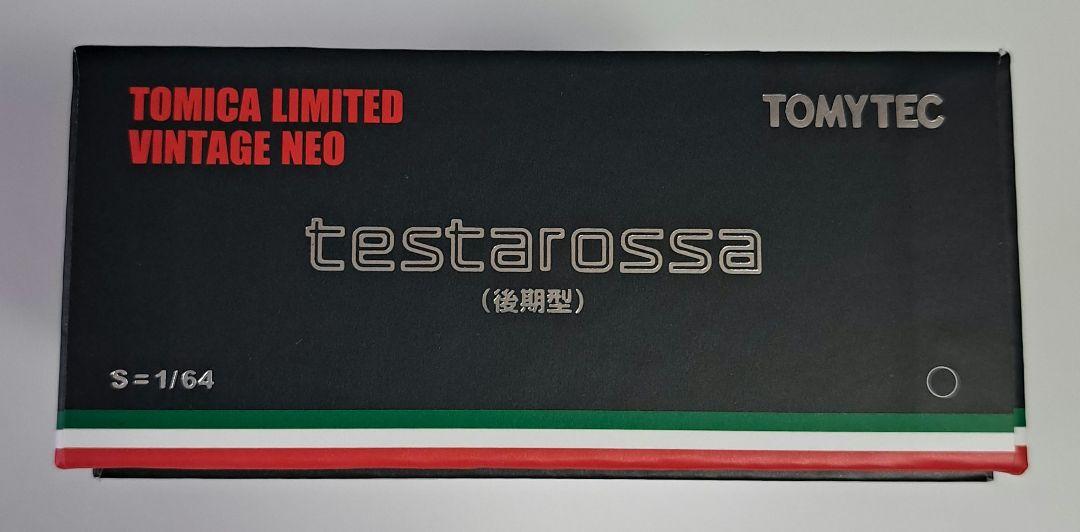 TOMICA LIMITED
VINTAGE NEO
TOMYTEC
testarossa
(後期型)
S=1/64